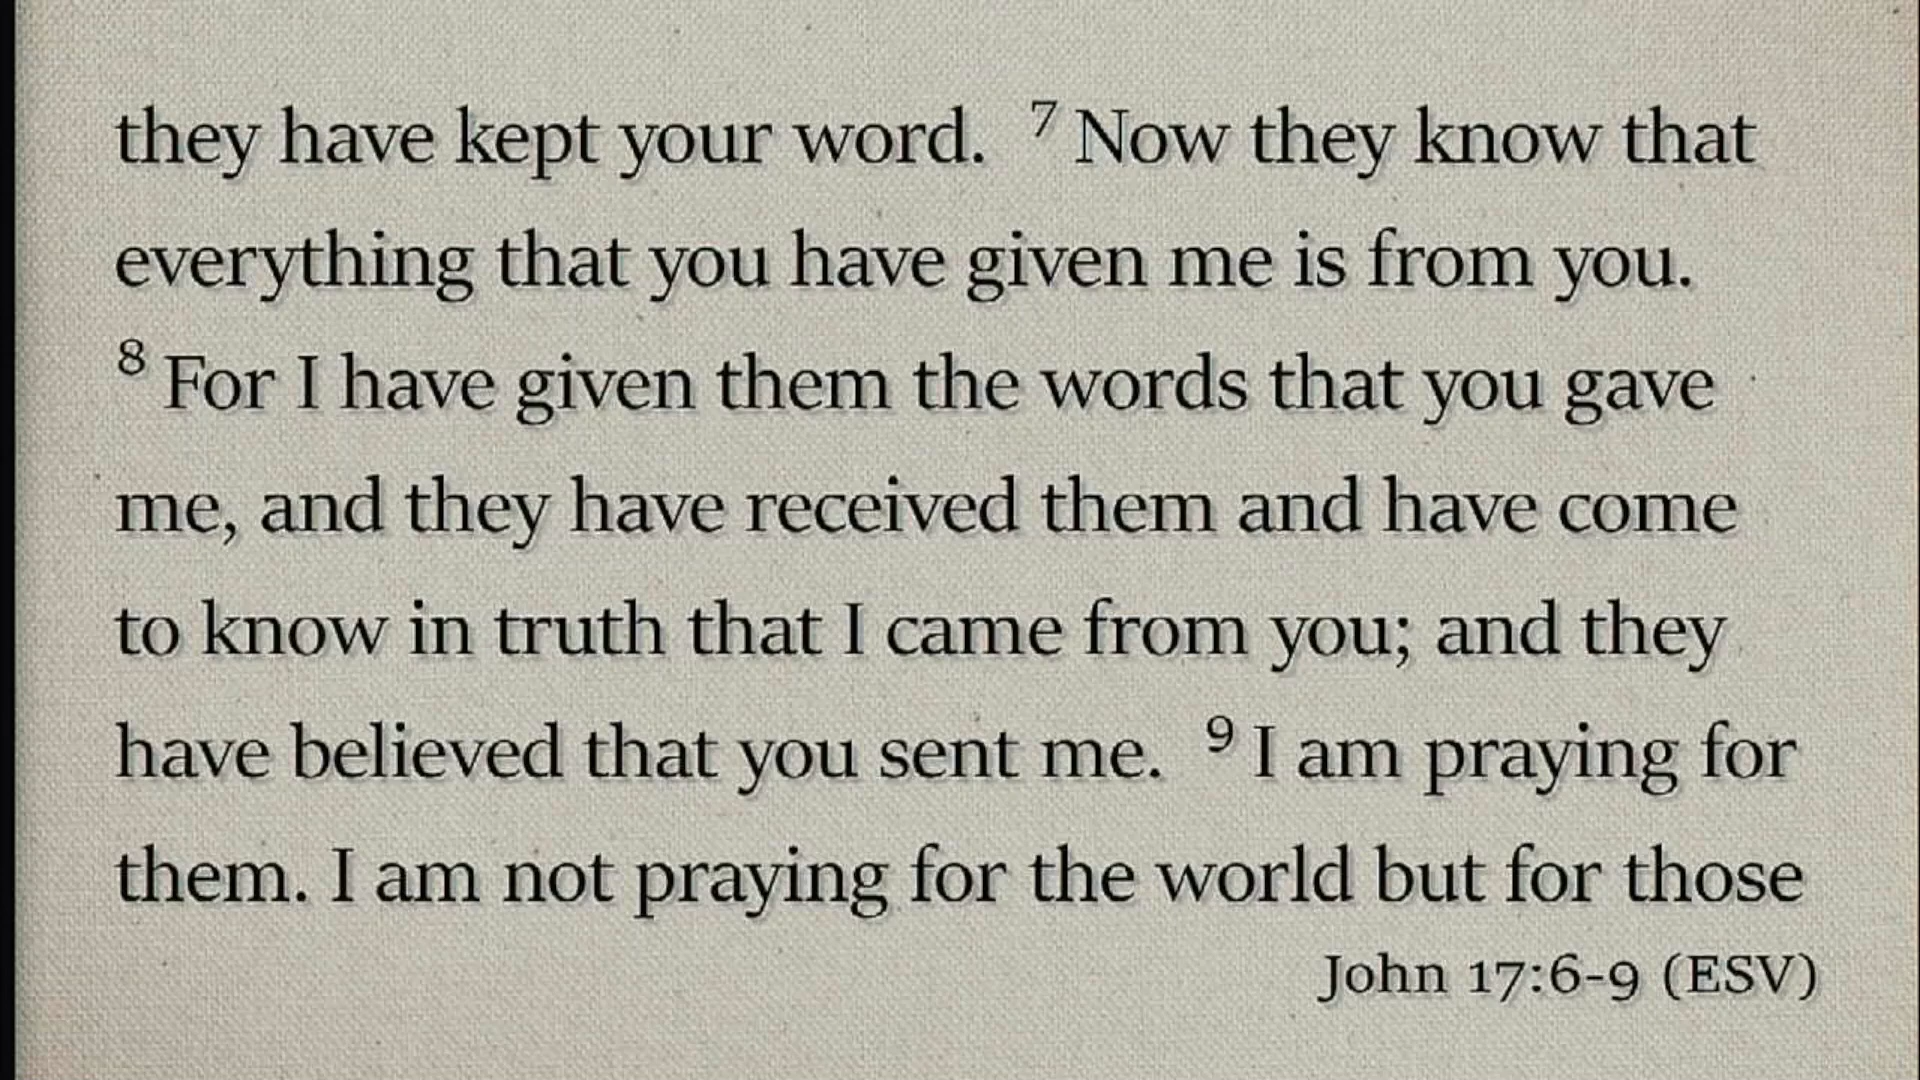 they have kept your word. 7 Now they know that
everything that you have given me is from you.
8 For I have given them the words that you gave
me, and they have received them and have come
to know in truth that I came from you; and they
have believed that you sent me. 9 I am praying for
them. I am not praying for the world but for those
John 17:6-9 (ESV)